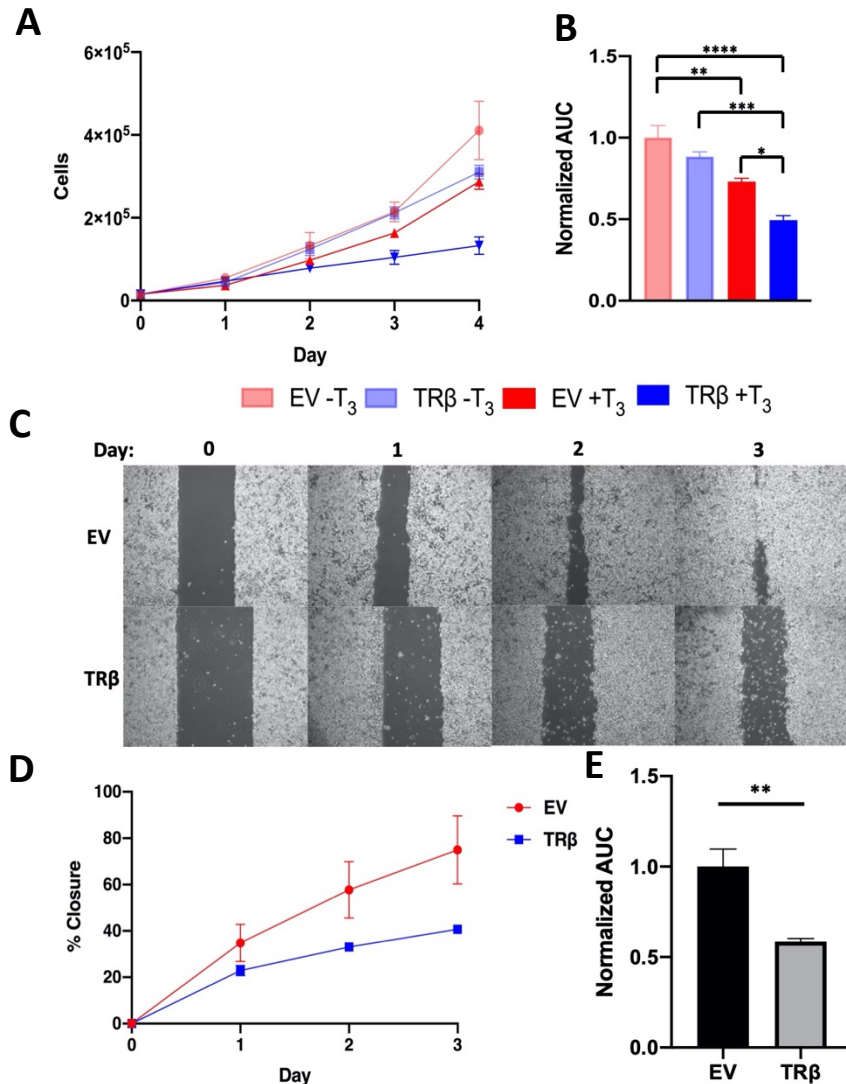 A
6×10⁵
4×10⁵
2×10⁵
0
Cells
0 1 2 3 4
Day
B
1.5
1.0
0.5
0.0
Normalized AUC
****
**
***
*
EV -T₃ TRβ -T₃ EV +T₃ TRβ +T₃
C
Day: 0 1 2 3
EV
TRβ
D
100
80
60
40
20
0
% Closure
0 1 2 3
Day
EV
TRβ
E
1.5
1.0
0.5
0.0
Normalized AUC
**
EV TRβ